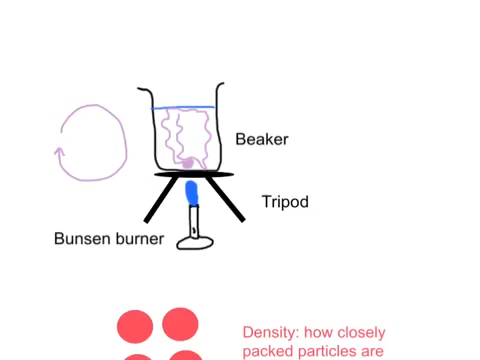 Beaker
Tripod
Bunsen burner
Density: how closely
packed particles are